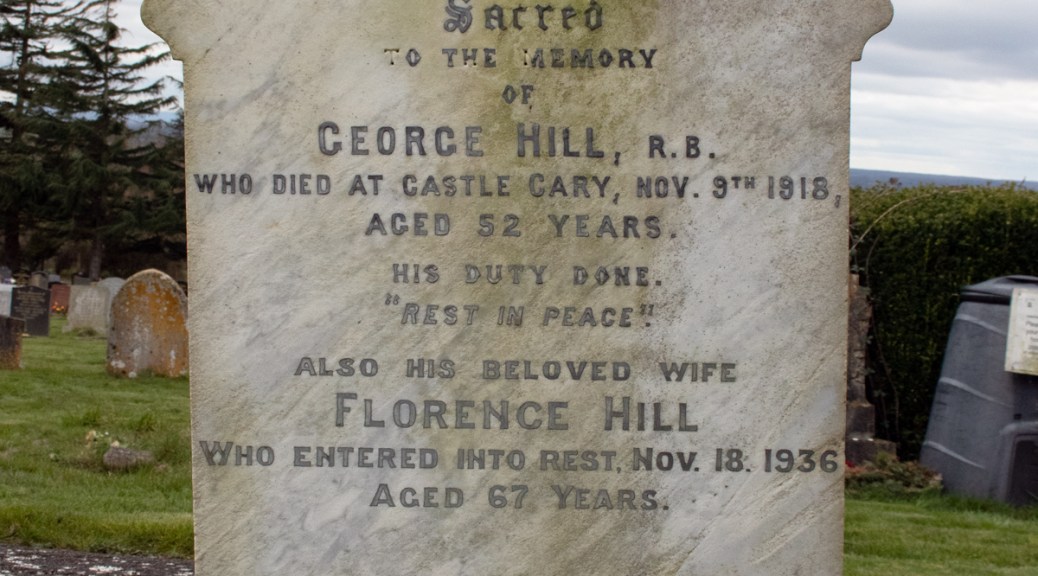 Sacred
TO THE MEMORY
OF
GEORGE HILL, R.B.
WHO DIED AT CASTLE CARY, NOV. 9TH 1918,
AGED 52 YEARS.
HIS DUTY DONE.
"REST IN PEACE".
ALSO HIS BELOVED WIFE
FLORENCE HILL
WHO ENTERED INTO REST, NOV. 18. 1936
AGED 67 YEARS.